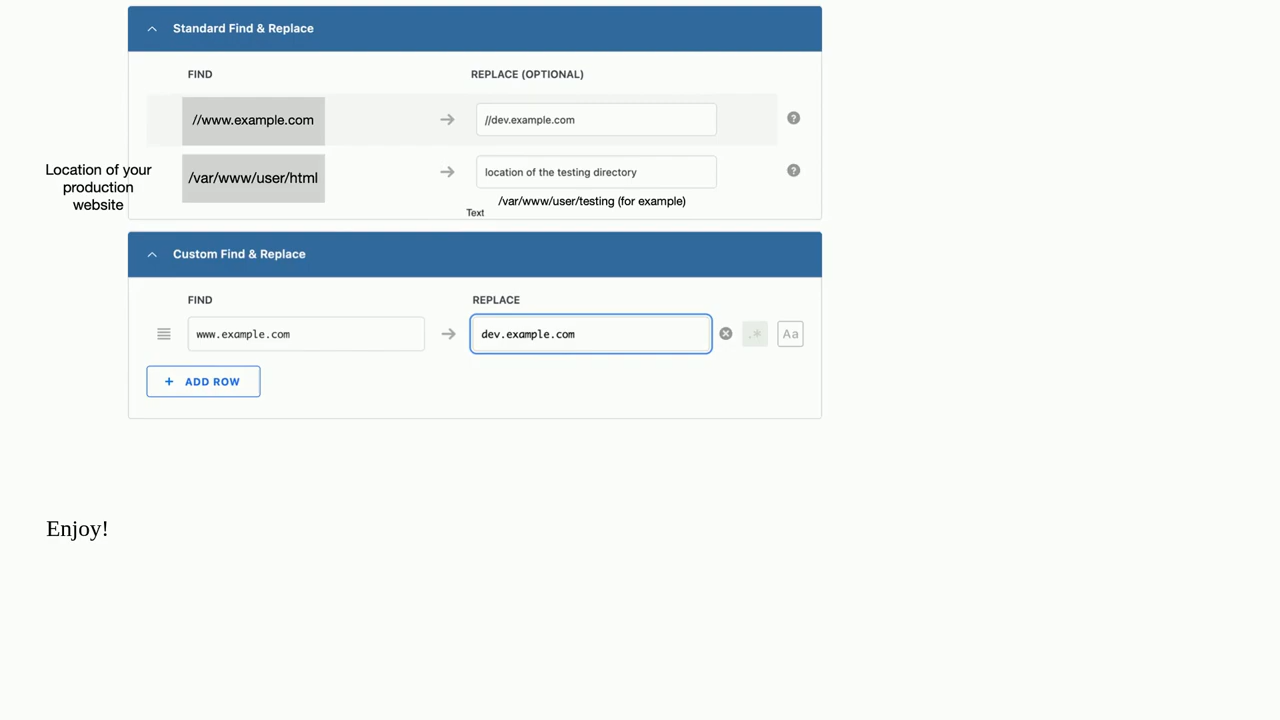 Standard Find & Replace
FIND REPLACE (OPTIONAL)
//www.example.com //dev.example.com ?
Location of your
production
website
/var/www/user/html location of the testing directory ?
/var/www/user/testing (for example)
Text
Custom Find & Replace
FIND REPLACE
www.example.com dev.example.com .* Aa
+ ADD ROW
Enjoy!